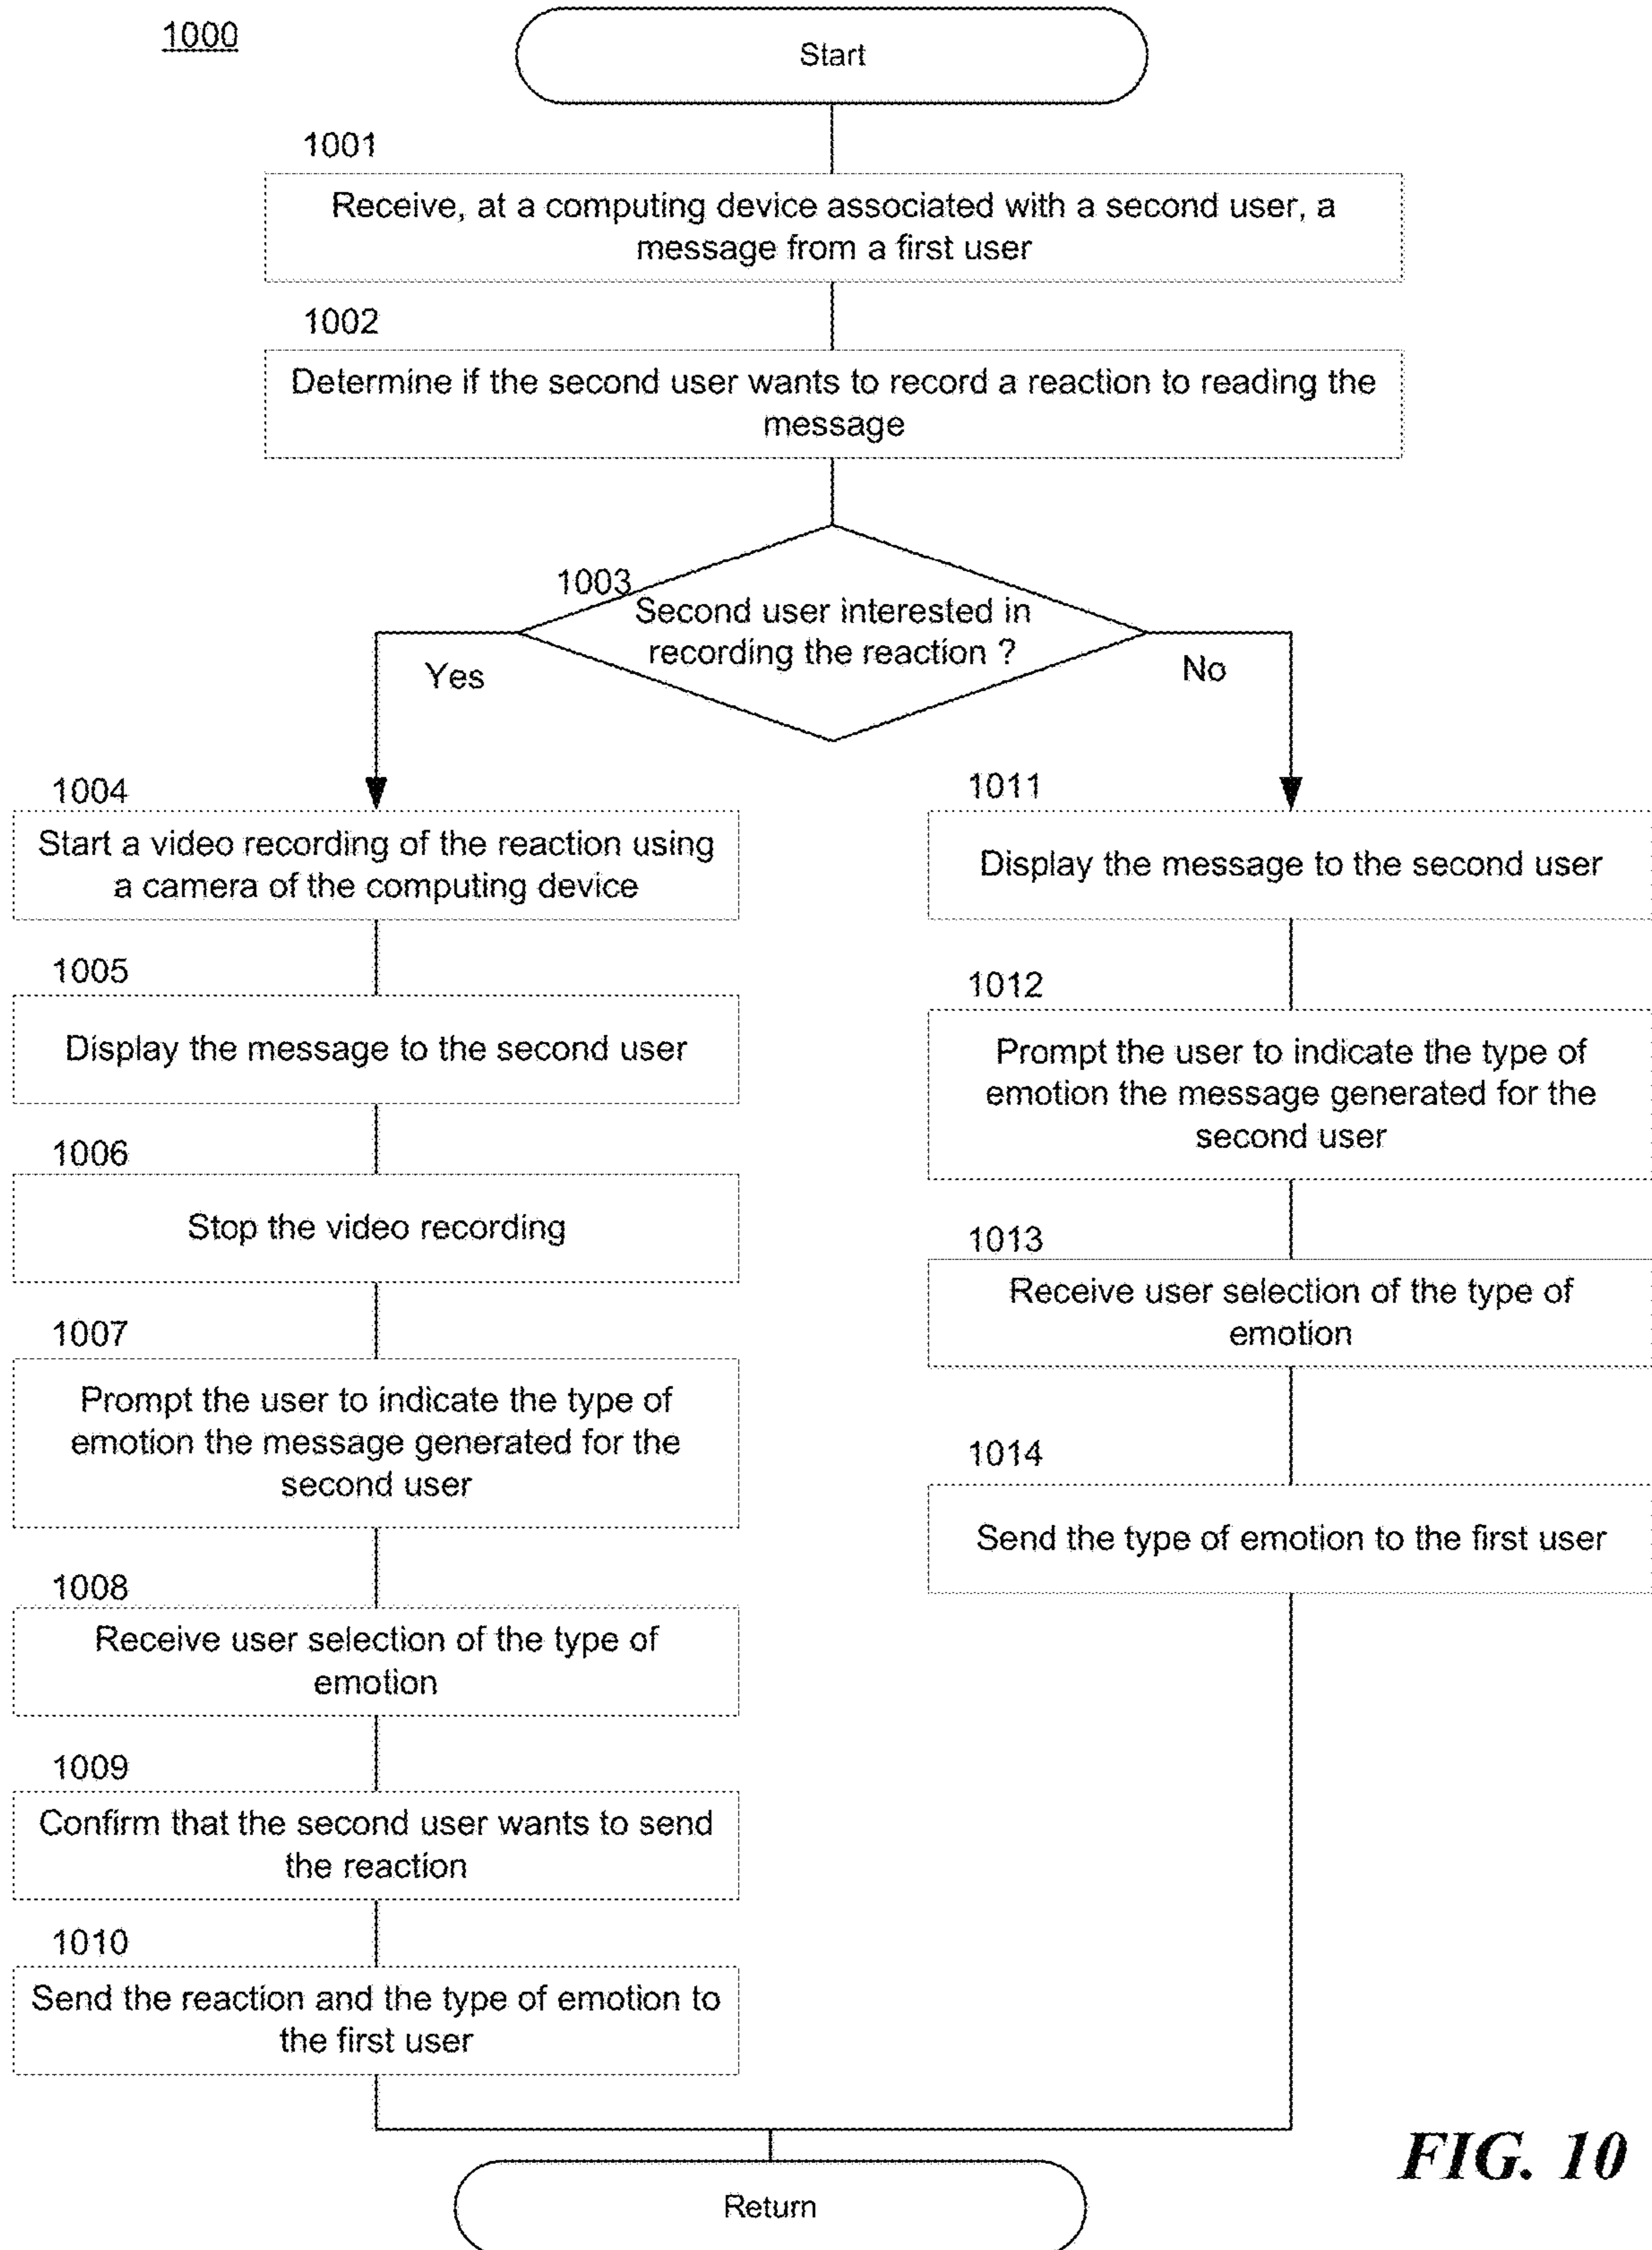 1000
Start
1001
Receive, at a computing device associated with a second user, a
message from a first user
1002
Determine if the second user wants to record a reaction to reading the
message
1003
Second user interested in
recording the reaction ?
Yes
No
1004
Start a video recording of the reaction using
a camera of the computing device
1005
Display the message to the second user
1006
Stop the video recording
1007
Prompt the user to indicate the type of
emotion the message generated for the
second user
1008
Receive user selection of the type of
emotion
1009
Confirm that the second user wants to send
the reaction
1010
Send the reaction and the type of emotion to
the first user
1011
Display the message to the second user
1012
Prompt the user to indicate the type of
emotion the message generated for the
second user
1013
Receive user selection of the type of
emotion
1014
Send the type of emotion to the first user
Return
FIG. 10